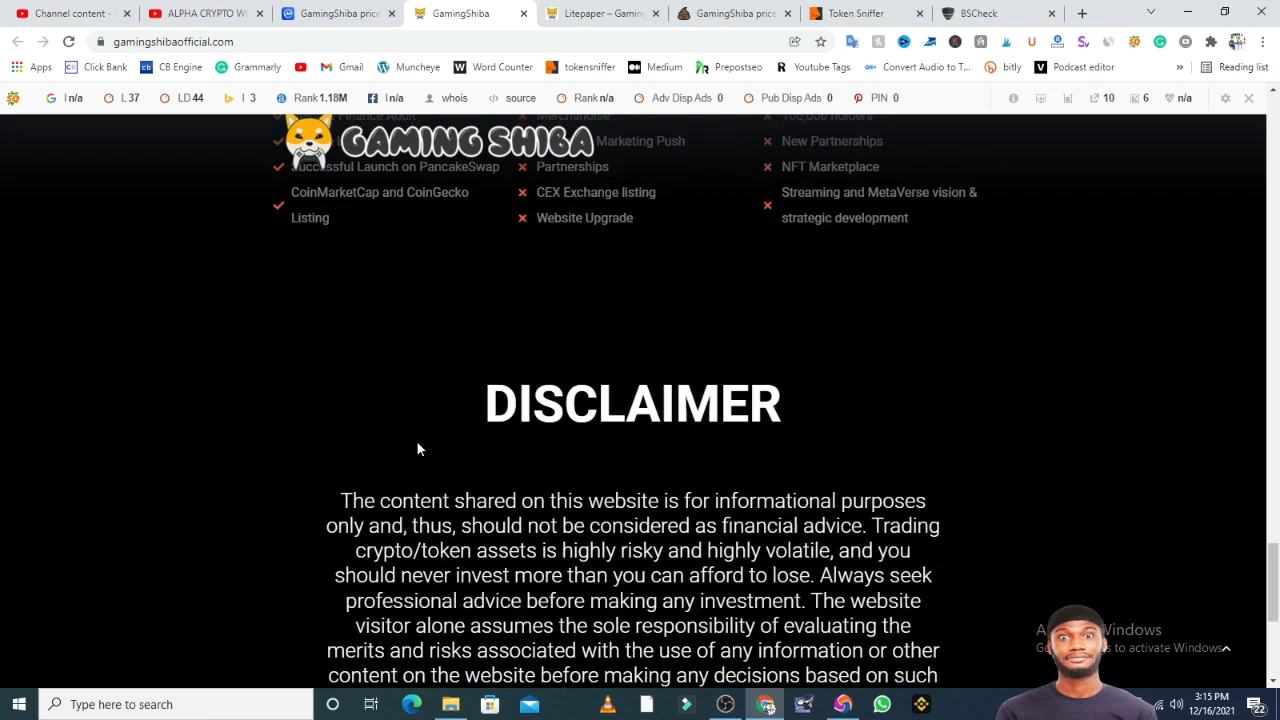 Channel content - Y
ALPHA CRYPTO WO
GamingShiba price
GamingShiba
Litepaper – Gaming
GamingShiba price
Token Sniffer
BSCheck
gamingshibaofficial.com
Apps
Click Bank
CB Engine
Grammarly
Gmail
Muncheye
Word Counter
tokensniffer
Medium
Prepostseo
Youtube Tags
Convert Audio to T...
bitly
Podcast editor
»
Reading list
I n/a
L 37
LD 44
I 3
Rank 1.18M
I n/a
whois
source
Rank n/a
Adv Disp Ads 0
Pub Disp Ads 0
PIN 0
10
6
n/a
Finance Audit
Merchandise
100,000 holders
GAMING SHIBA
Marketing Push
New Partnerships
Successful Launch on PancakeSwap
Partnerships
NFT Marketplace
CoinMarketCap and CoinGecko
Listing
CEX Exchange listing
Website Upgrade
Streaming and MetaVerse vision &
strategic development
DISCLAIMER
The content shared on this website is for informational purposes
only and, thus, should not be considered as financial advice. Trading
crypto/token assets is highly risky and highly volatile, and you
should never invest more than you can afford to lose. Always seek
professional advice before making any investment. The website
visitor alone assumes the sole responsibility of evaluating the
merits and risks associated with the use of any information or other
content on the website before making any decisions based on such
Windows
to activate Windows
Type here to search
3:15 PM
12/16/2021